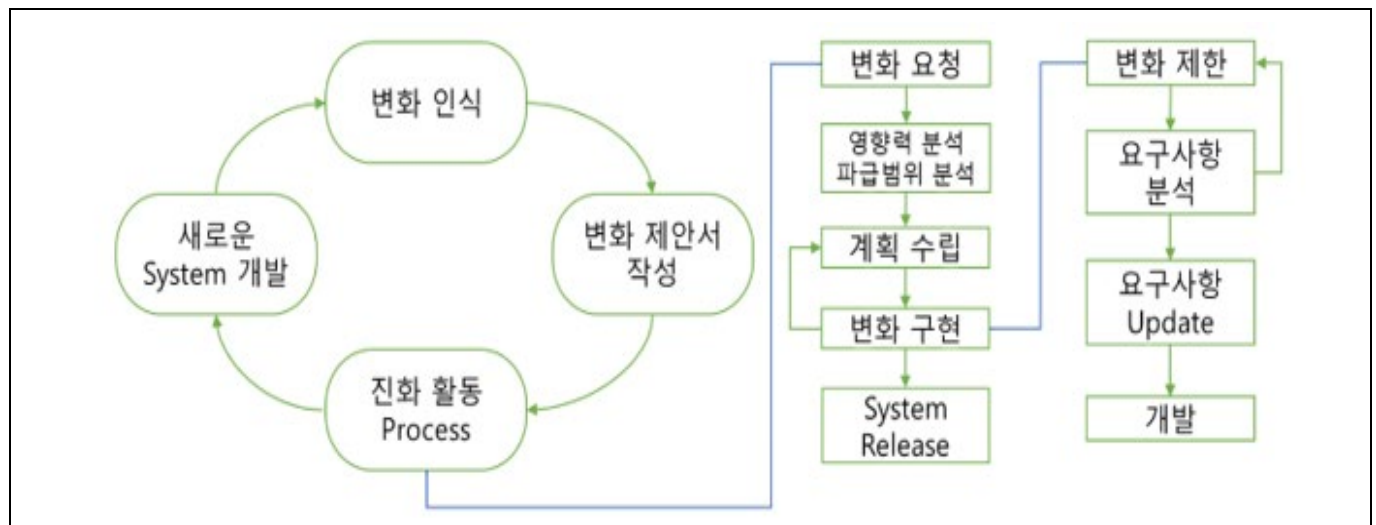 변화 인식
변화 제안서
작성
진화 활동
Process
새로운
System 개발
변화 요청
영향력 분석
파급범위 분석
계획 수립
변화 구현
System
Release
변화 제한
요구사항
분석
요구사항
Update
개발